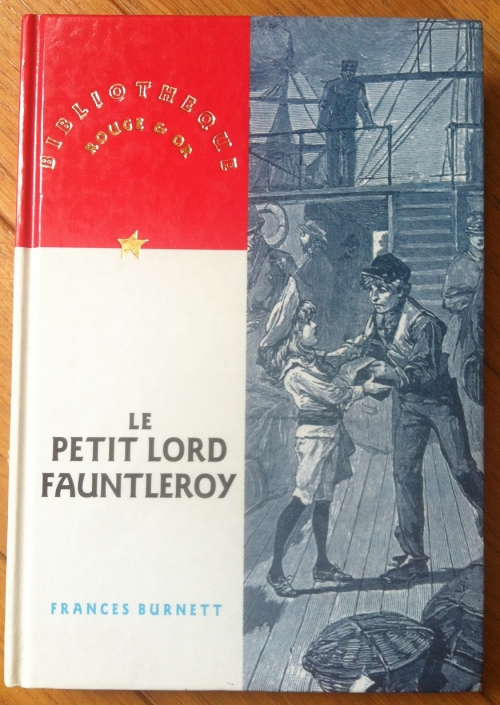 BIBLIOTHEQUE
ROUGE & OR
LE
PETIT LORD
FAUNTLEROY
FRANCES BURNETT